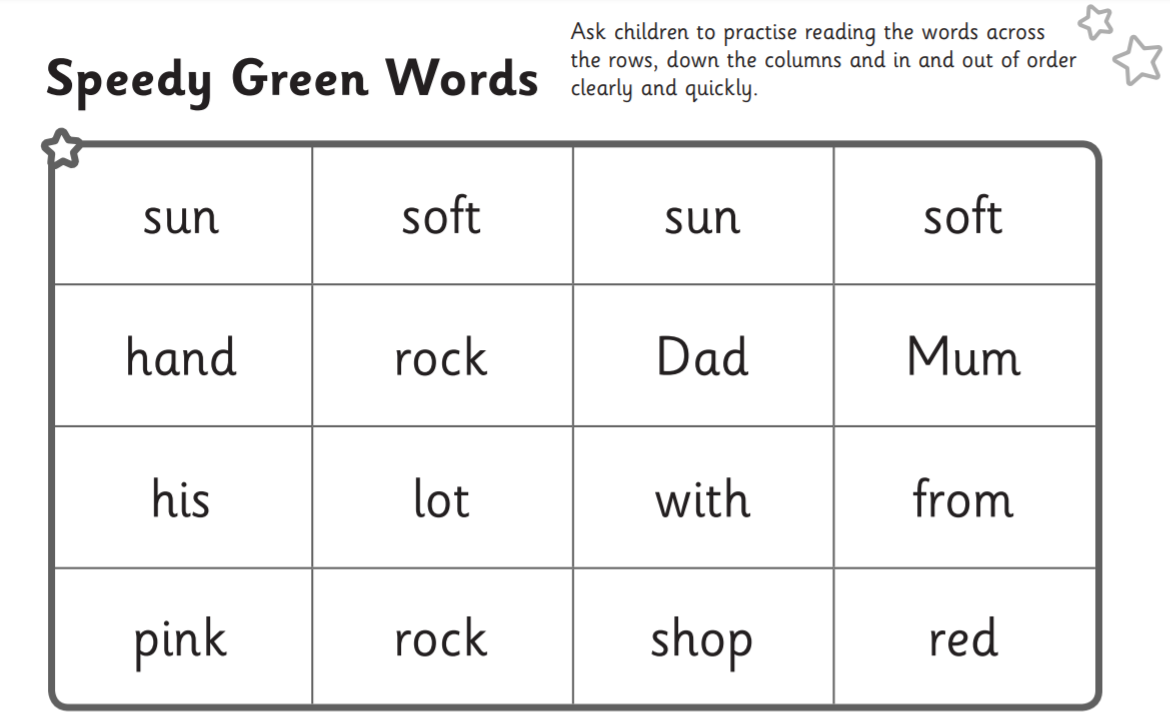 Speedy Green Words
Ask children to practise reading the words across
the rows, down the columns and in and out of order
clearly and quickly.
sun soft sun soft
hand rock Dad Mum
his lot with from
pink rock shop red